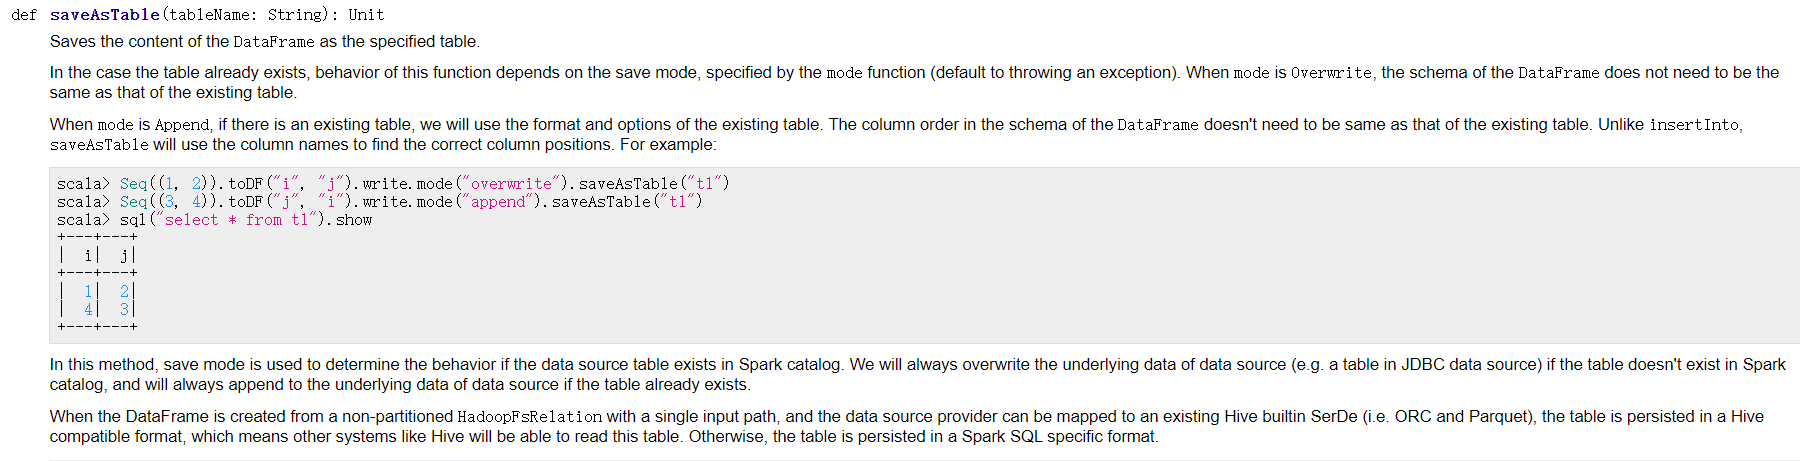 def saveAsTable(tableName: String): Unit
Saves the content of the DataFrame as the specified table.
In the case the table already exists, behavior of this function depends on the save mode, specified by the mode function (default to throwing an exception). When mode is Overwrite, the schema of the DataFrame does not need to be the
same as that of the existing table.
When mode is Append, if there is an existing table, we will use the format and options of the existing table. The column order in the schema of the DataFrame doesn't need to be same as that of the existing table. Unlike insertInto,
saveAsTable will use the column names to find the correct column positions. For example:
scala> Seq((1, 2)).toDF("i", "j").write.mode("overwrite").saveAsTable("t1")
scala> Seq((3, 4)).toDF("j", "i").write.mode("append").saveAsTable("t1")
scala> sql("select * from t1").show
+---+---+
|  i|  j|
+---+---+
|  1|  2|
|  4|  3|
+---+---+
In this method, save mode is used to determine the behavior if the data source table exists in Spark catalog. We will always overwrite the underlying data of data source (e.g. a table in JDBC data source) if the table doesn't exist in Spark
catalog, and will always append to the underlying data of data source if the table already exists.
When the DataFrame is created from a non-partitioned HadoopFsRelation with a single input path, and the data source provider can be mapped to an existing Hive builtin SerDe (i.e. ORC and Parquet), the table is persisted in a Hive
compatible format, which means other systems like Hive will be able to read this table. Otherwise, the table is persisted in a Spark SQL specific format.